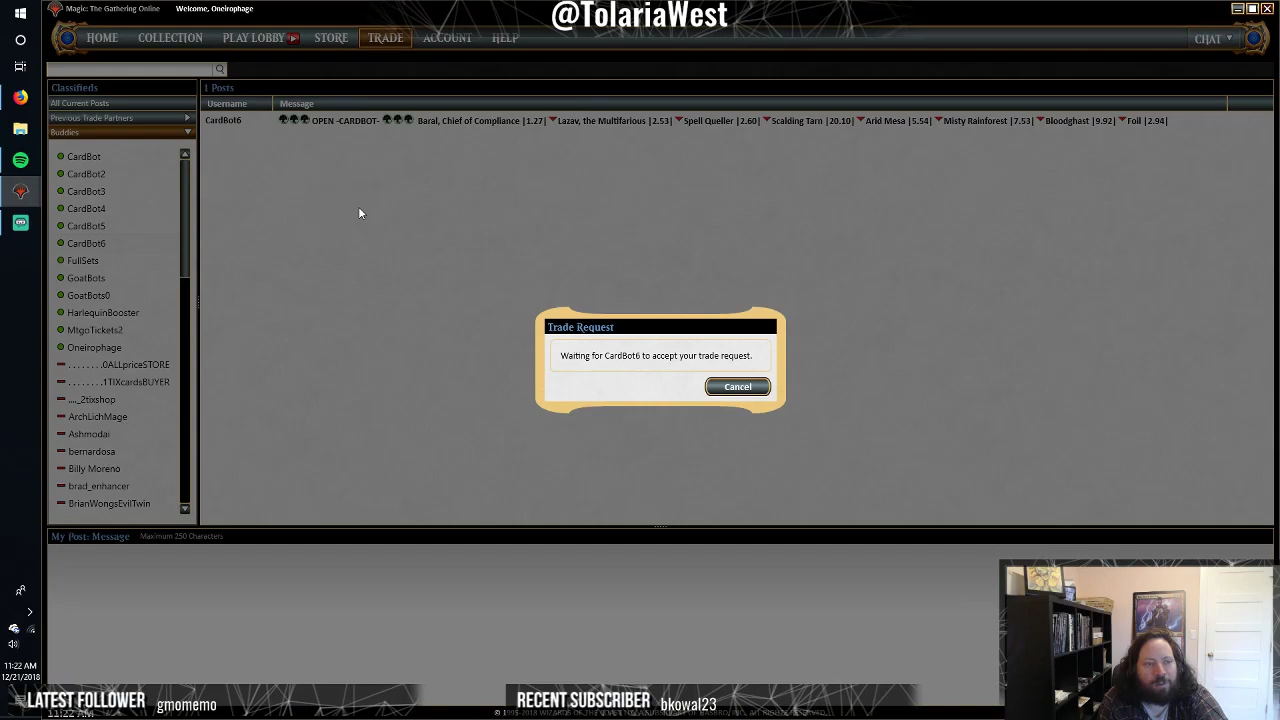 Magic: The Gathering Online
Welcome, Oneirophage
@TolariaWest
HOME
COLLECTION
PLAY LOBBY
STORE
TRADE
ACCOUNT
HELP
CHAT
Classifieds
All Current Posts
Previous Trade Partners
Buddies
CardBot
CardBot2
CardBot3
CardBot4
CardBot5
CardBot6
FullSets
GoatBots
GoatBots0
HarlequinBooster
MtgoTickets2
Oneirophage
. . . . . . .0ALLpriceSTORE
. . . . . . . .1TIXcardsBUYER
...._2tixshop
ArchLichMage
Ashmodai
bernardosa
Billy Moreno
brad_enhancer
BrianWongsEvilTwin
1 Posts
Username
Message
CardBot6
OPEN -CARDBOT- Baral, Chief of Compliance |1.27| Lazav, the Multifarious |2.53| Spell Queller |2.60| Scalding Tarn |20.10| Arid Mesa |5.54| Misty Rainforest |7.53| Bloodghast |9.92| Foil |2.94|
Trade Request
Waiting for CardBot6 to accept your trade request.
Cancel
My Post: Message
Maximum 250 Characters
11:22 AM
12/21/2018
LATEST FOLLOWER
gmomemo
RECENT SUBSCRIBER
bkowal23
11:22 AM